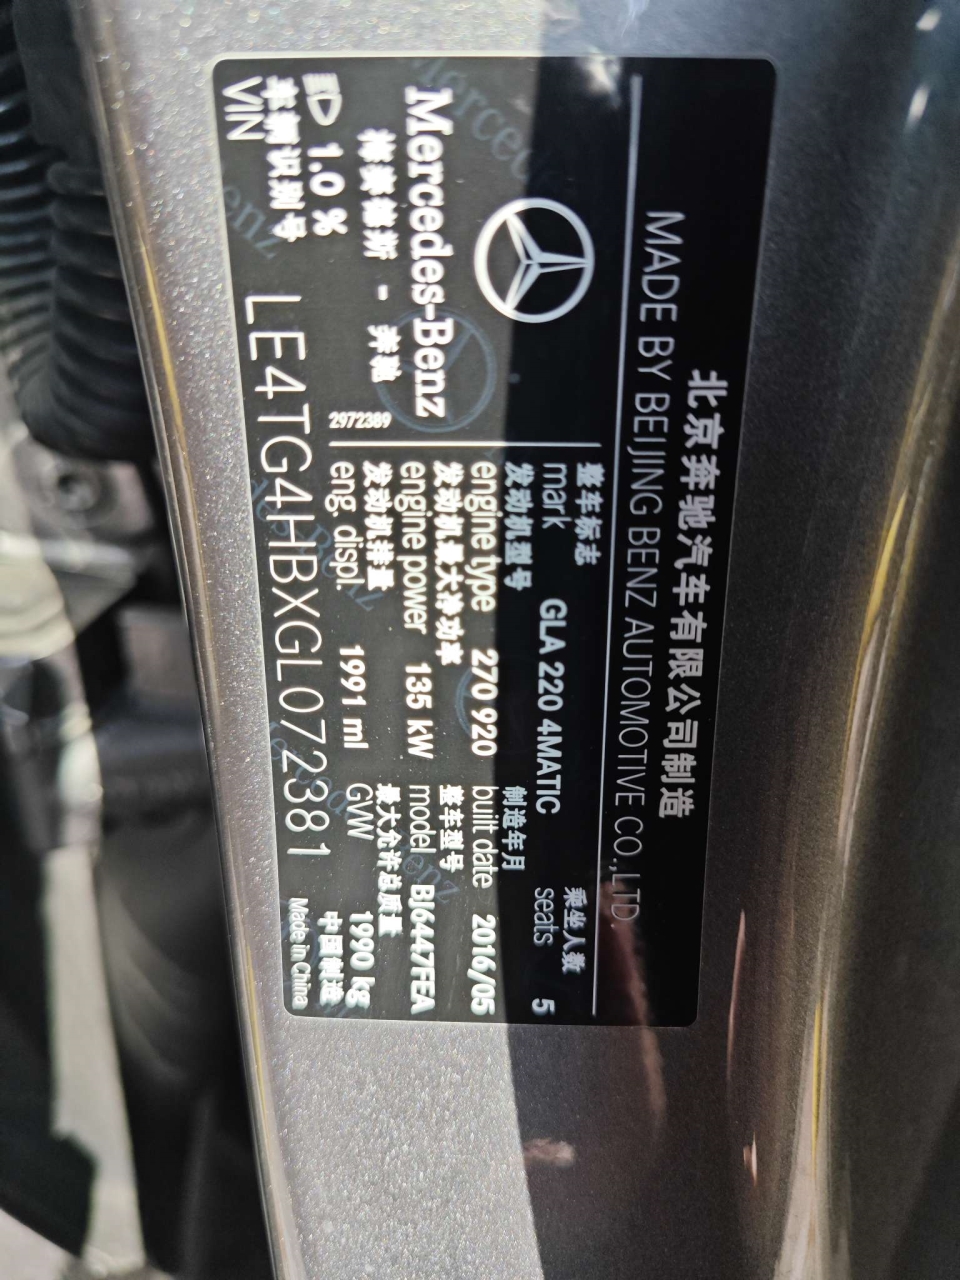 北京奔驰汽车有限公司制造
MADE BY BEIJING BENZ AUTOMOTIVE CO.,LTD
Mercedes-Benz
梅赛德斯 - 奔驰
2972389
整车标志
mark GLA 220 4MATIC
乘坐人数
seats 5
发动机型号
engine type 270 920
制造年月
built date 2016/05
发动机最大净功率
engine power 135 kW
整车型号
model BJ6447FEA
发动机排量
eng. displ. 1991 ml
最大允许总质量
GVW 1990 kg
1.0 %
车辆识别号
VIN LE4TG4HBXGL072381
中国制造
Made in China